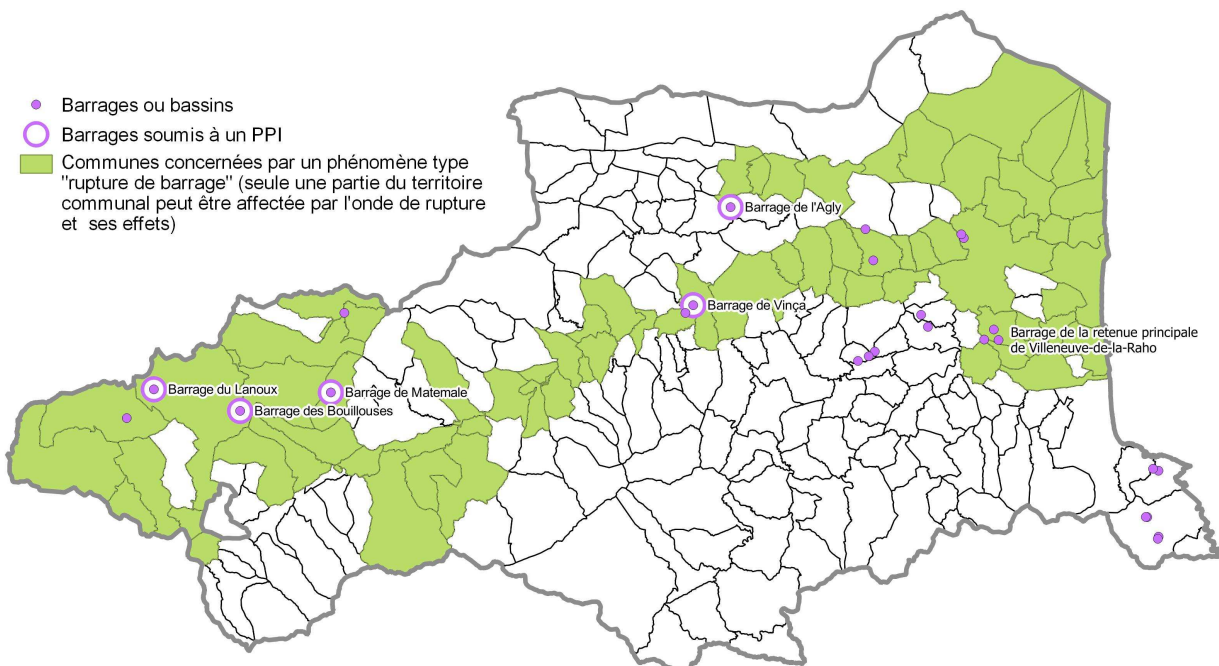 Barrages ou bassins
Barrages soumis à un PPI
Communes concernées par un phénomène type
"rupture de barrage" (seule une partie du territoire
communal peut être affectée par l'onde de rupture
et ses effets)
Barrage de l'Agly
Barrage de Vinça
Barrage de la retenue principale
de Villeneuve-de-la-Raho
Barrage du Lanoux
Barrage de Matemale
Barrage des Bouillouses